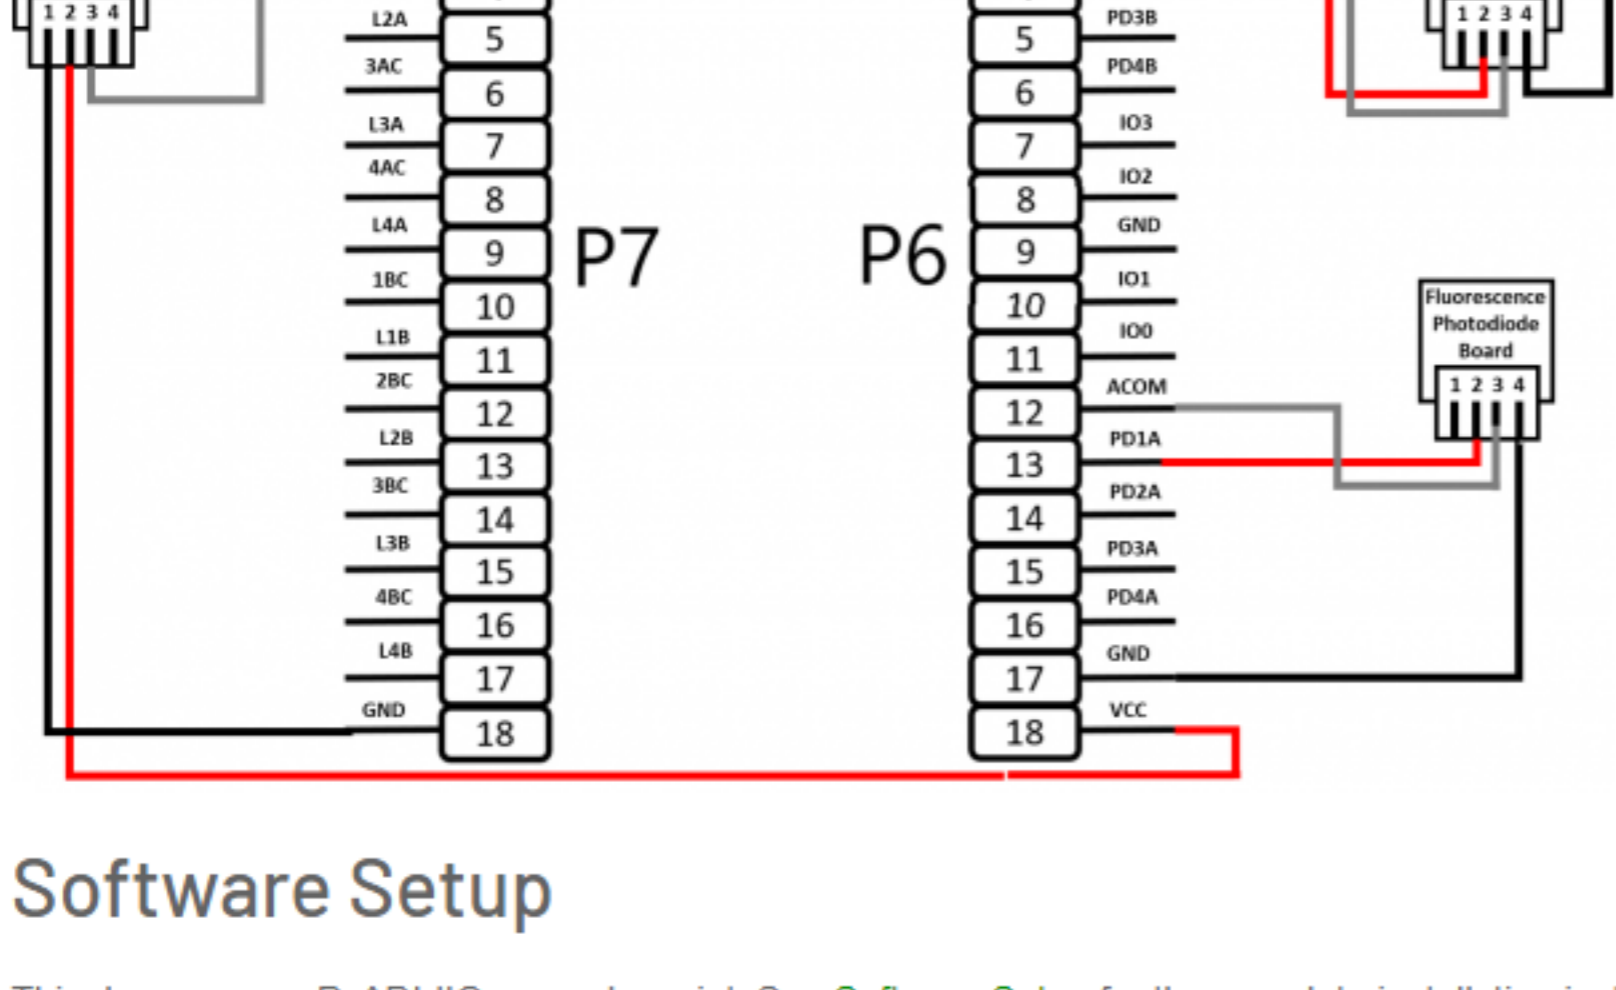 1 2 3 4
L2A
5
3AC
6
L3A
7
4AC
8
L4A
9
1BC
10
L1B
11
2BC
12
L2B
13
3BC
14
L3B
15
4BC
16
L4B
17
GND
18
P7
P6
5
PD3B
6
PD4B
7
IO3
8
IO2
9
GND
10
IO1
11
IO0
12
ACOM
13
PD1A
14
PD2A
15
PD3A
16
PD4A
17
GND
18
VCC
1 2 3 4
Fluorescence
Photodiode
Board
1 2 3 4
Software Setup